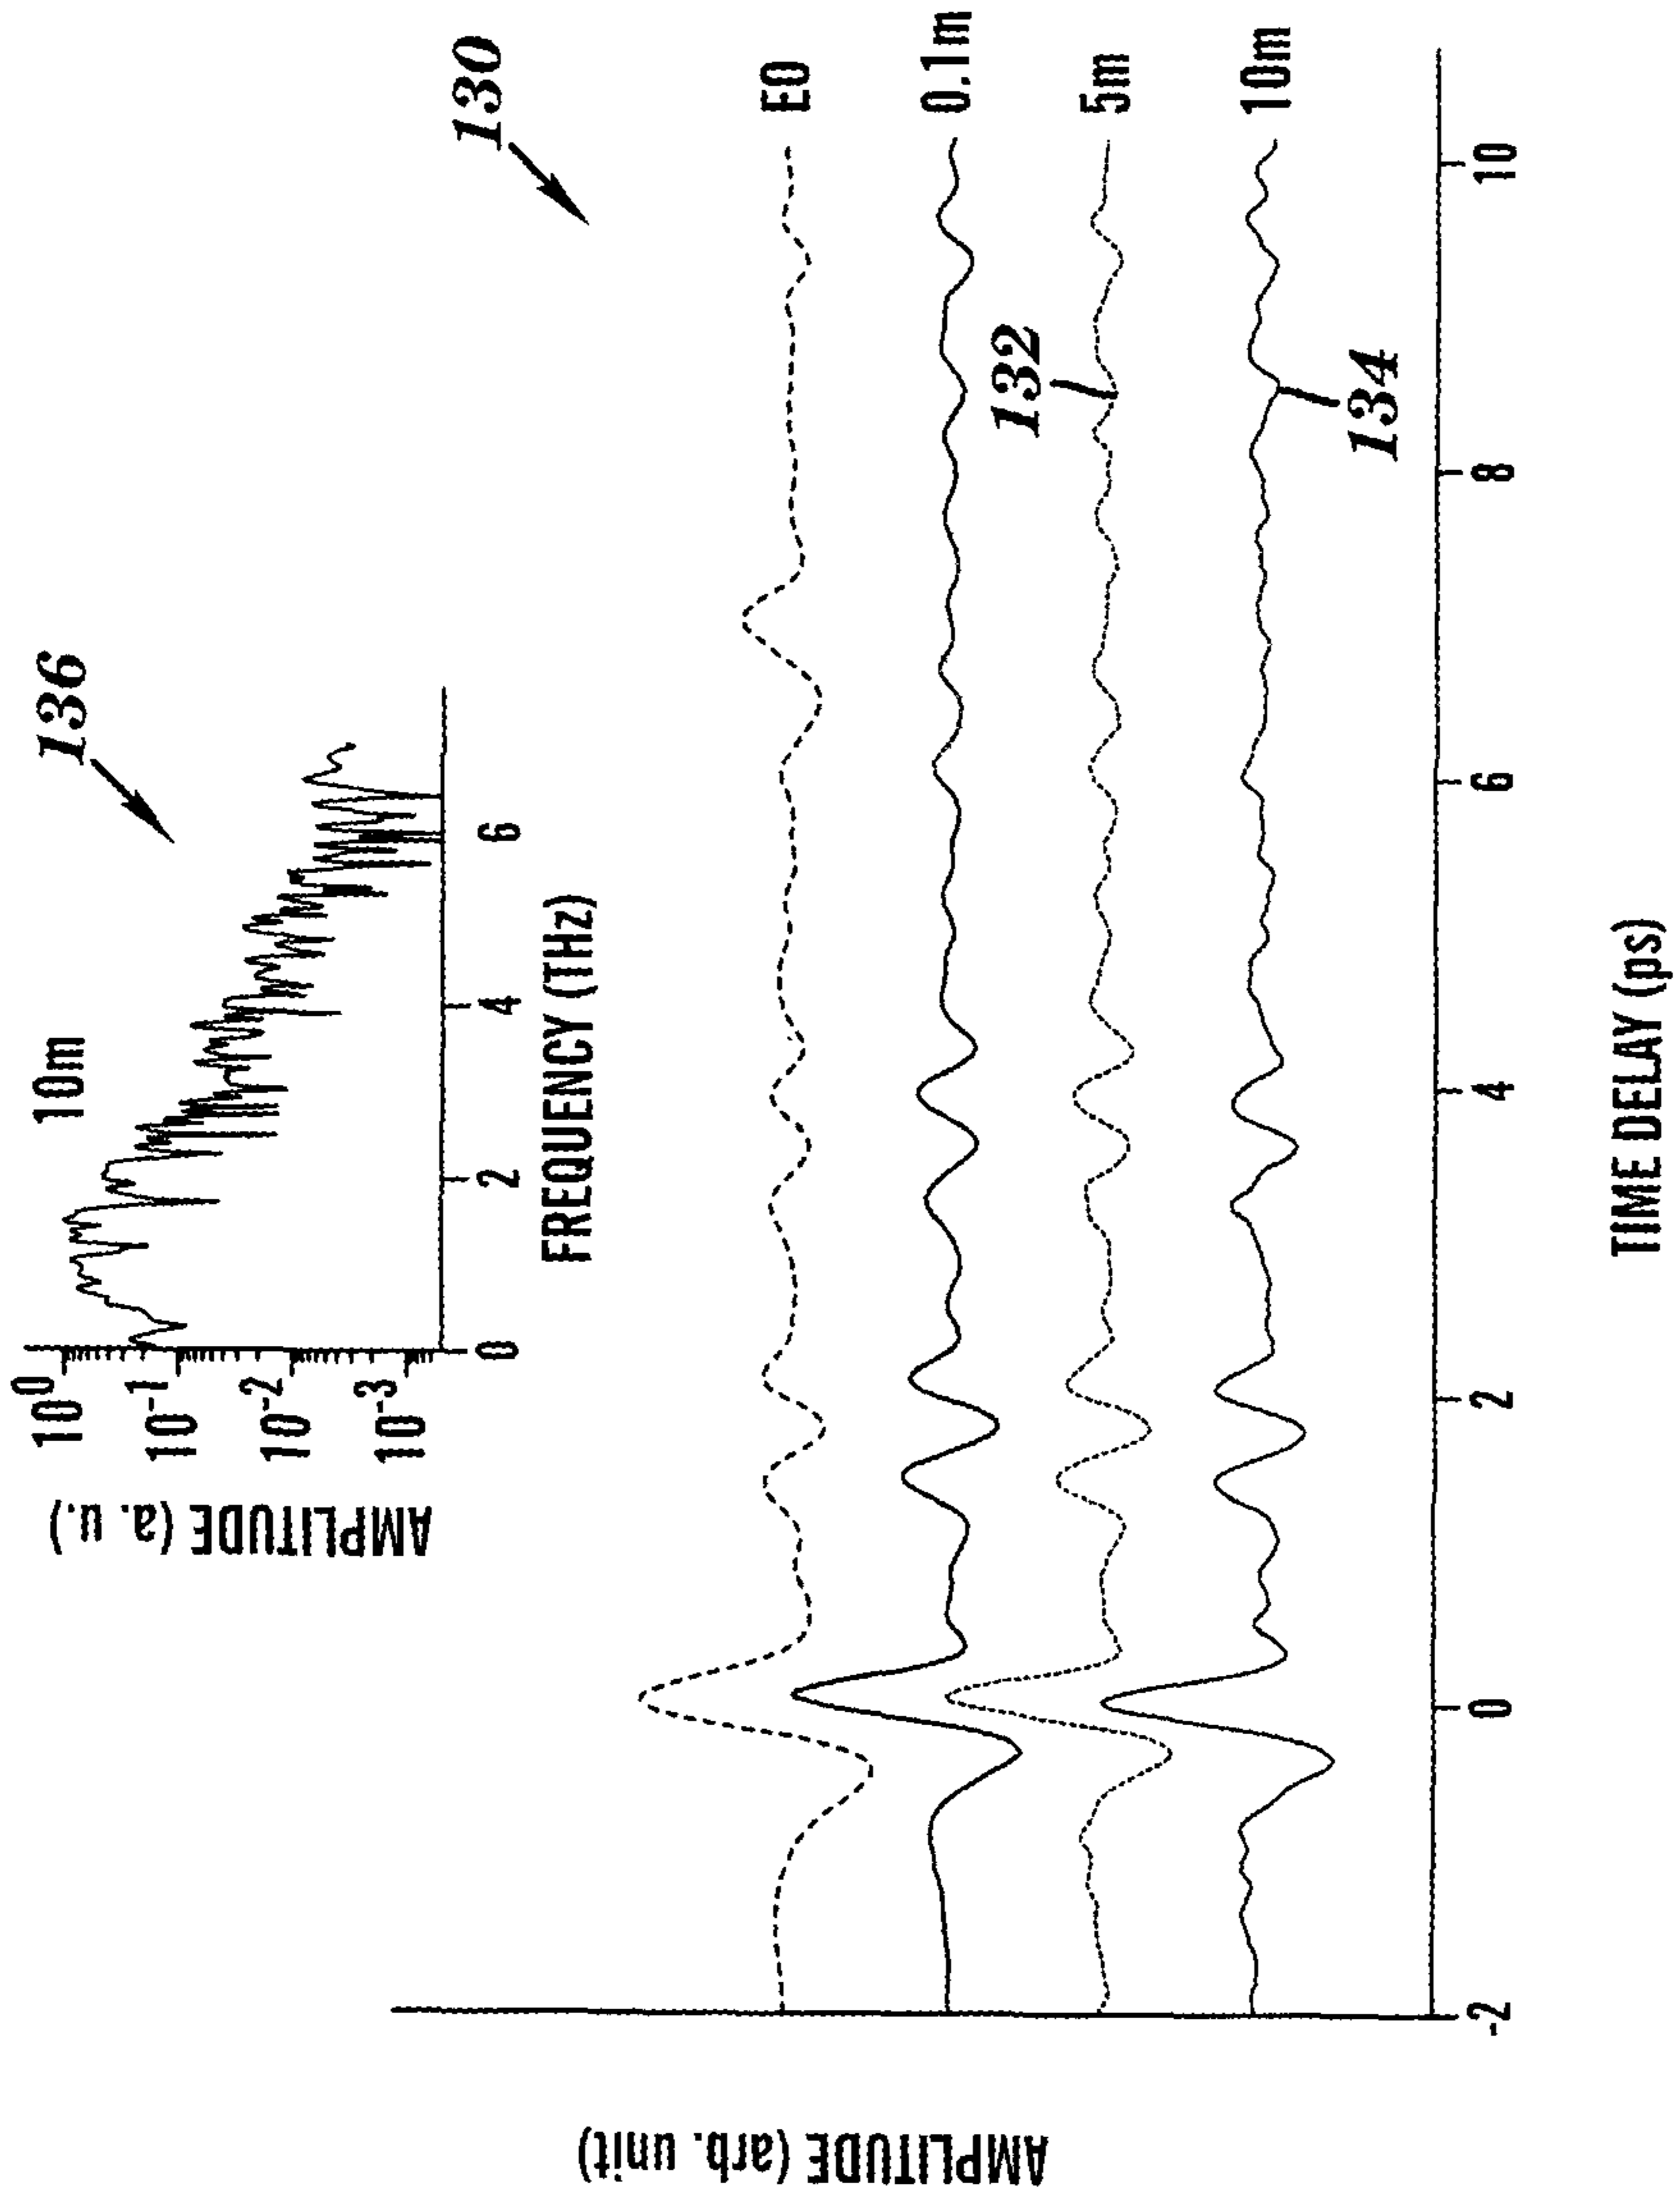 136
10m
AMPLITUDE (a. u.)
10^0
10^-1
10^-2
10^-3
0
2
4
6
FREQUENCY (THz)
130
E0
0.1m
5m
10m
132
134
AMPLITUDE (arb. unit)
-2
0
2
4
6
8
10
TIME DELAY (ps)